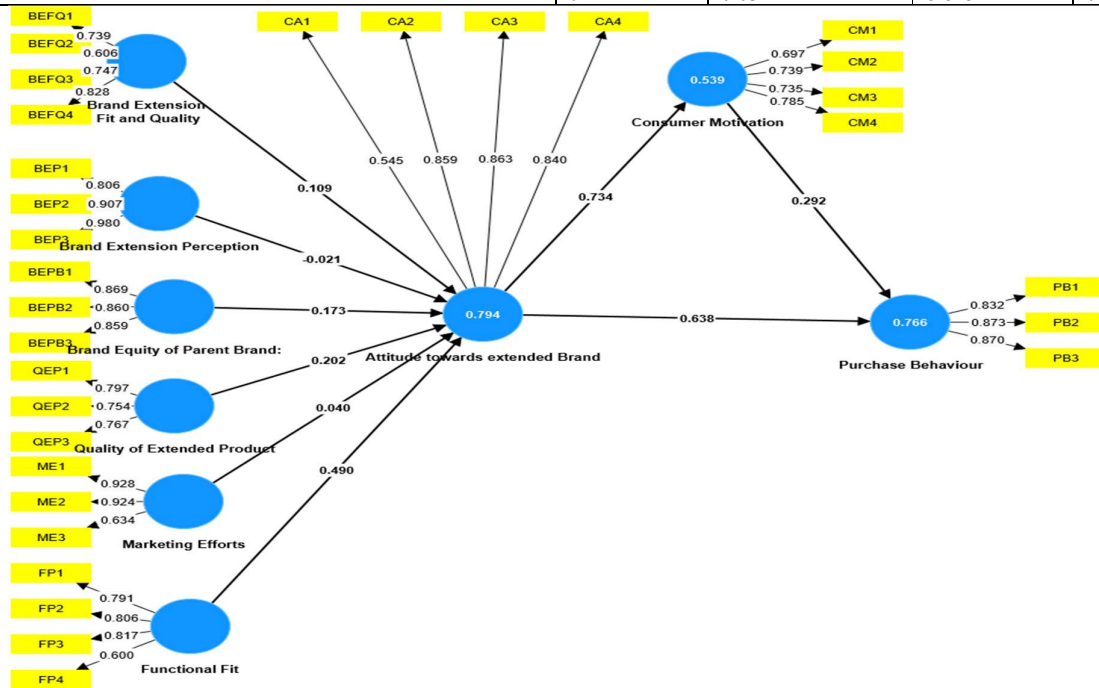 BEFQ1
BEFQ2
BEFQ3
BEFQ4
0.739
0.606
0.747
0.828
Brand Extension
Fit and Quality
BEP1
BEP2
BEP3
0.806
0.907
0.980
Brand Extension Perception
BEPB1
BEPB2
BEPB3
0.869
0.860
0.859
Brand Equity of Parent Brand:
QEP1
QEP2
QEP3
0.797
0.754
0.767
Quality of Extended Product
ME1
ME2
ME3
0.928
0.924
0.634
Marketing Efforts
FP1
FP2
FP3
FP4
0.791
0.806
0.817
0.600
Functional Fit
0.109
-0.021
0.173
0.202
0.040
0.490
CA1
CA2
CA3
CA4
0.545
0.859
0.863
0.840
0.794
Attitude towards extended Brand
0.734
0.638
0.539
Consumer Motivation
0.697
0.739
0.735
0.785
CM1
CM2
CM3
CM4
0.292
0.766
Purchase Behaviour
0.832
0.873
0.870
PB1
PB2
PB3